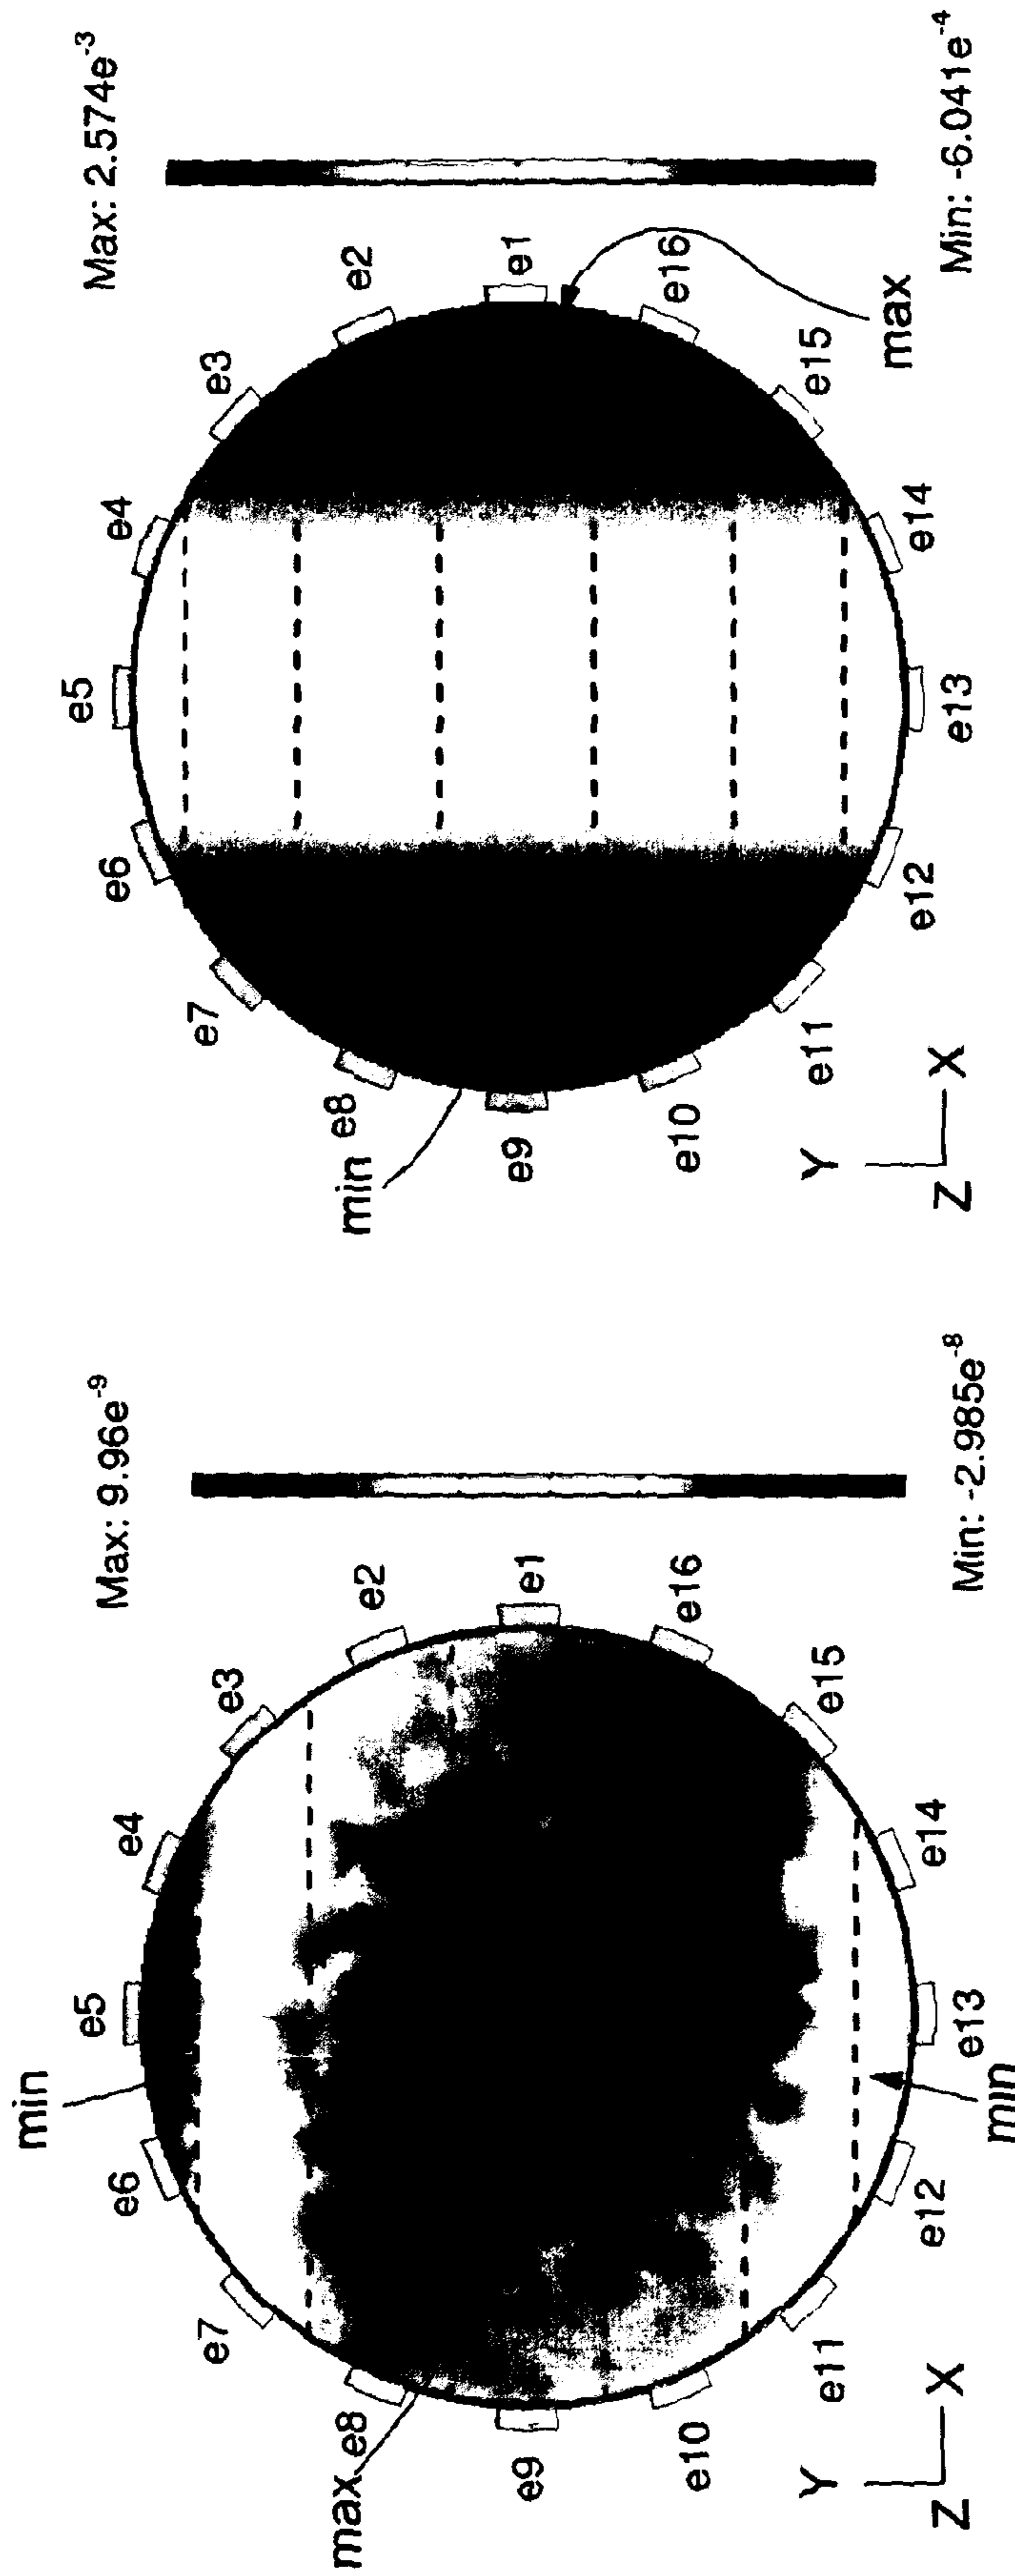 Max: 9.96e-9
min
e5
e4
e6
e3
e7
e2
max
e8
e1
e9
e16
e10
e15
e11
e14
e12
e13
min
Y
Z
X
Min: -2.985e-8
Max: 2.574e-3
e5
e4
e6
e3
e7
e2
min
e8
e1
e9
e16
e10
e15
e11
e14
e12
e13
max
Y
Z
X
Min: -6.041e-4